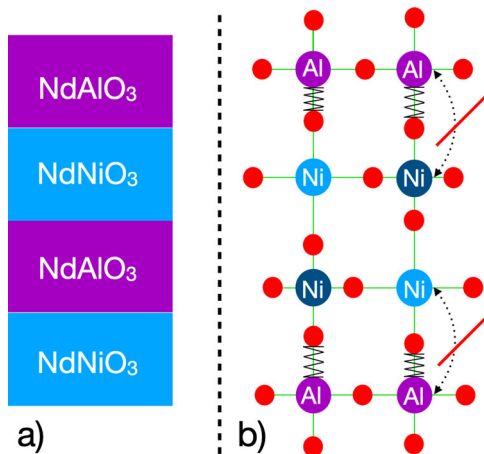 NdAlO₃
NdNiO₃
NdAlO₃
NdNiO₃
a)
Al Al
Ni Ni
Ni Ni
Al Al
b)